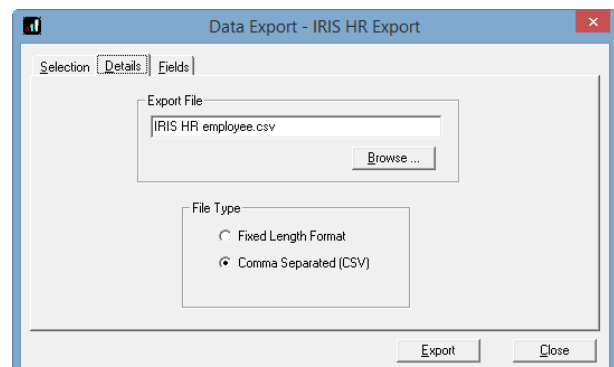 Data Export - IRIS HR Export
Selection Details Fields
Export File
IRIS HR employee.csv
Browse ...
File Type
Fixed Length Format
Comma Separated (CSV)
Export Close